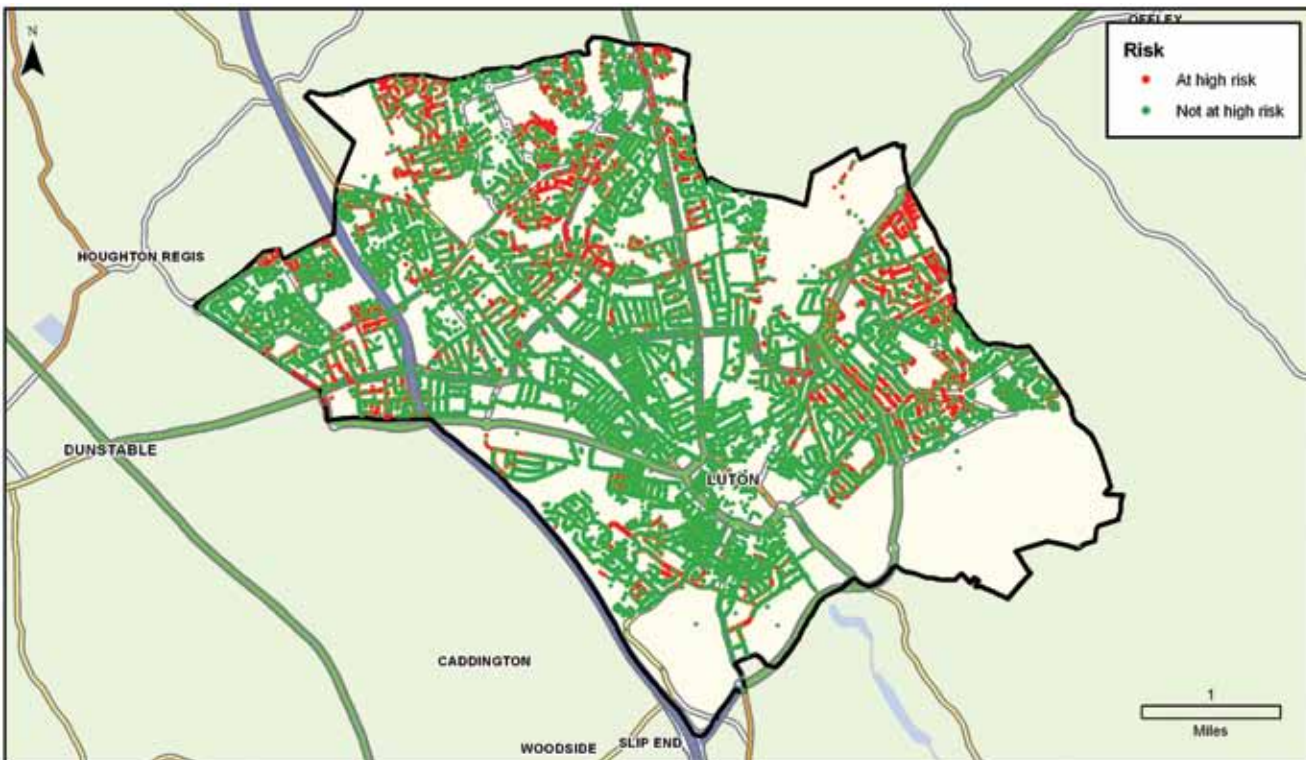 N
OFFLEY
Risk
At high risk
Not at high risk
HOUGHTON REGIS
DUNSTABLE
LUTON
CADDINGTON
1
Miles
WOODSIDE
SLIP END